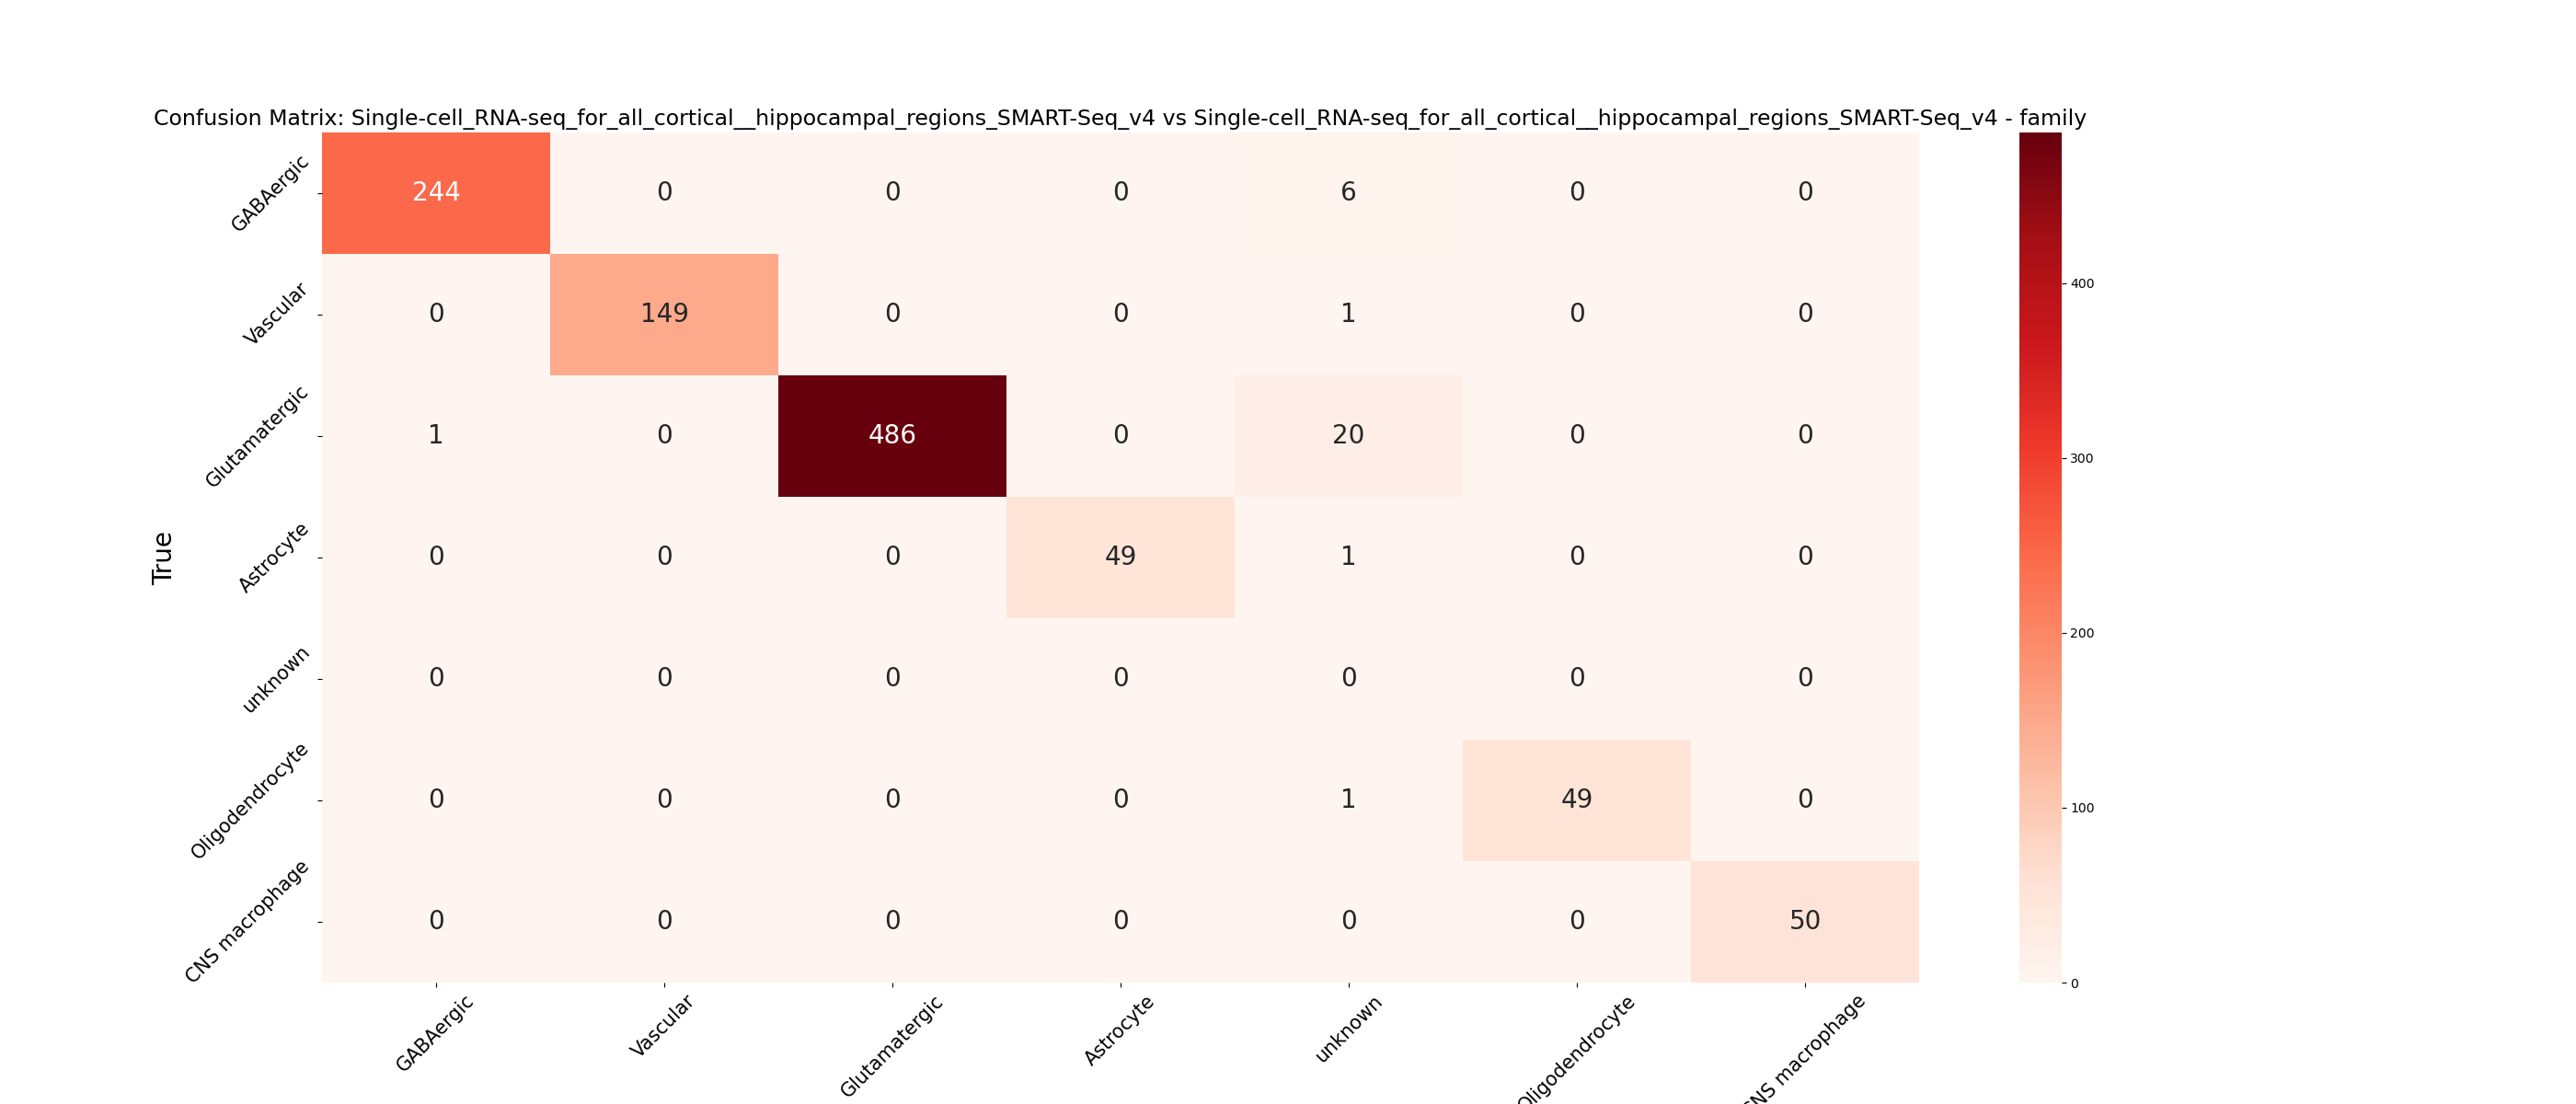 Confusion Matrix: Single-cell_RNA-seq_for_all_cortical__hippocampal_regions_SMART-Seq_v4 vs Single-cell_RNA-seq_for_all_cortical__hippocampal_regions_SMART-Seq_v4 - family
True
GABAergic 244 0 0 0 6 0 0
Vascular 0 149 0 0 1 0 0
Glutamatergic 1 0 486 0 20 0 0
Astrocyte 0 0 0 49 1 0 0
unknown 0 0 0 0 0 0 0
Oligodendrocyte 0 0 0 0 1 49 0
CNS macrophage 0 0 0 0 0 0 50
GABAergic Vascular Glutamatergic Astrocyte unknown Oligodendrocyte CNS macrophage
400
300
200
100
0